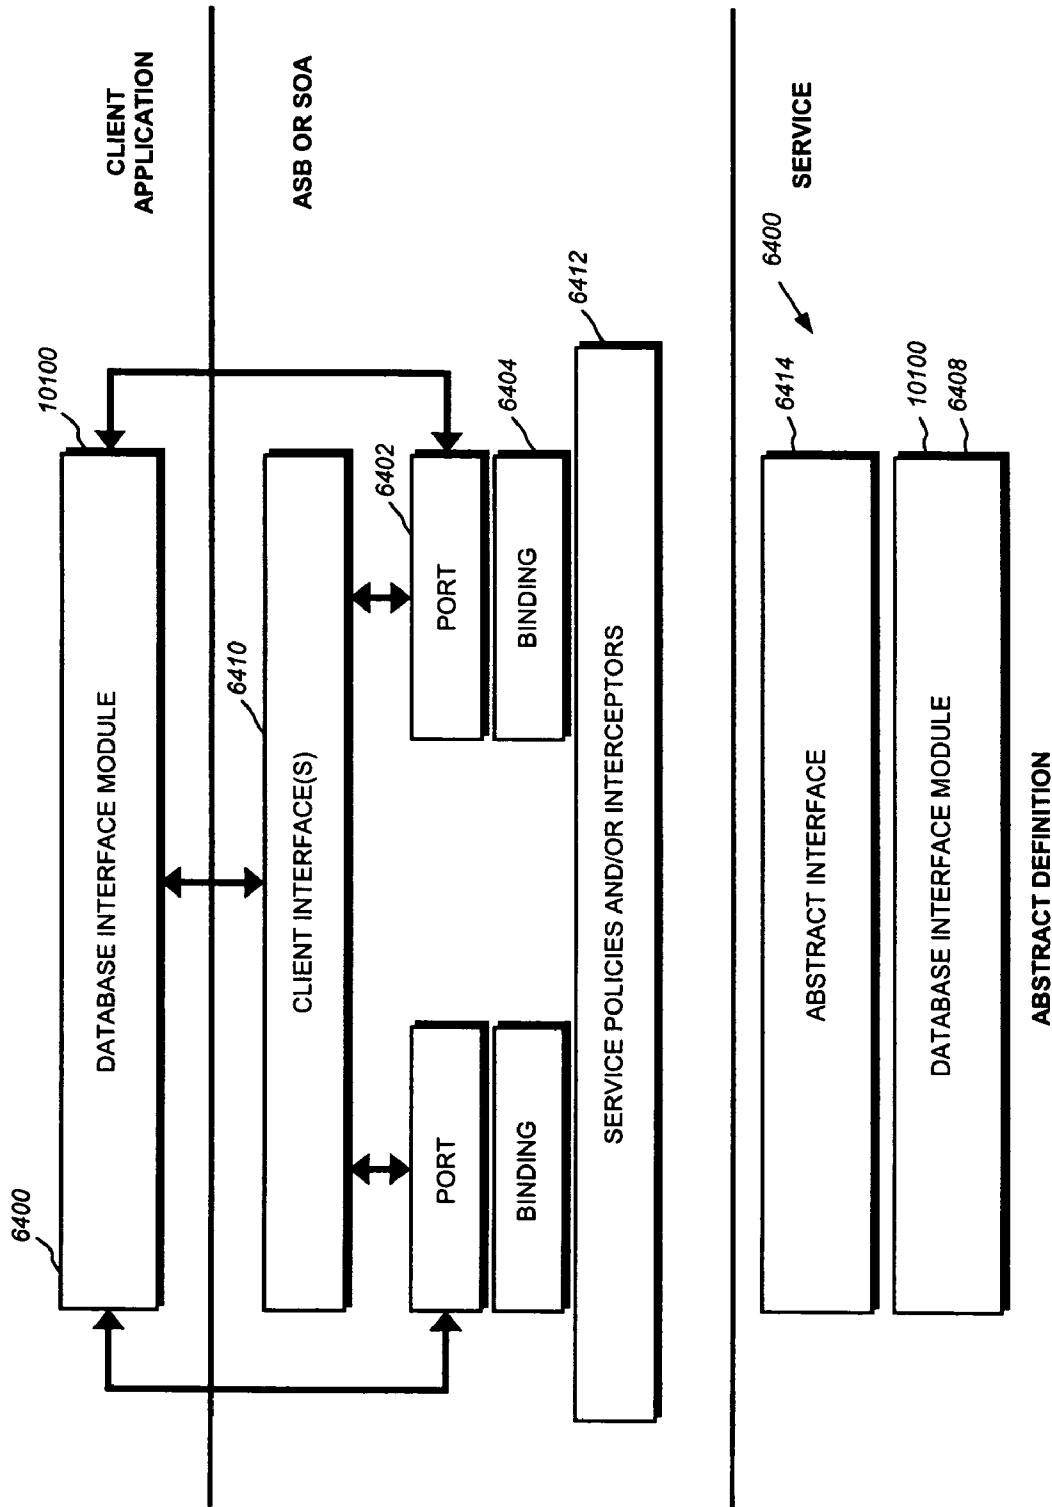 CLIENT
APPLICATION
6400
10100
DATABASE INTERFACE MODULE
ASB OR SOA
6410
CLIENT INTERFACE(S)
6402
PORT
PORT
6404
BINDING
BINDING
6412
SERVICE POLICIES AND/OR INTERCEPTORS
SERVICE
6400
6414
ABSTRACT INTERFACE
10100
6408
DATABASE INTERFACE MODULE
ABSTRACT DEFINITION